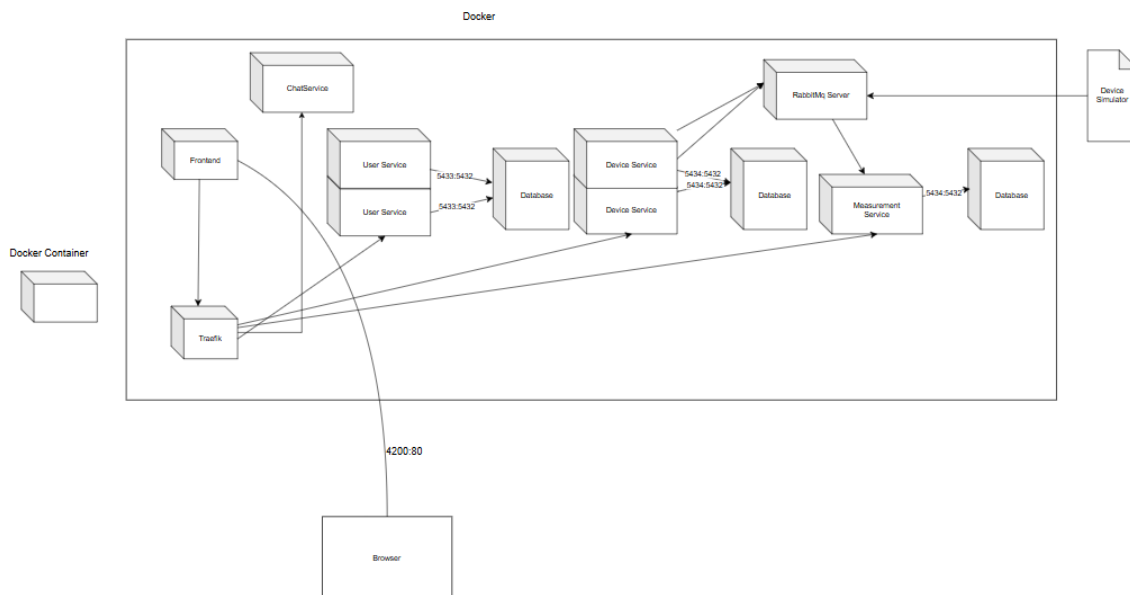 Docker
ChatService
RabbitMq Server
Device
Simulator
Frontend
User Service
Device Service
5433:5432
5434:5432
5434:5432
Database
Database
5434:5432
Database
User Service
5433:5432
Device Service
Measurement
Service
Docker Container
Traefik
4200:80
Browser